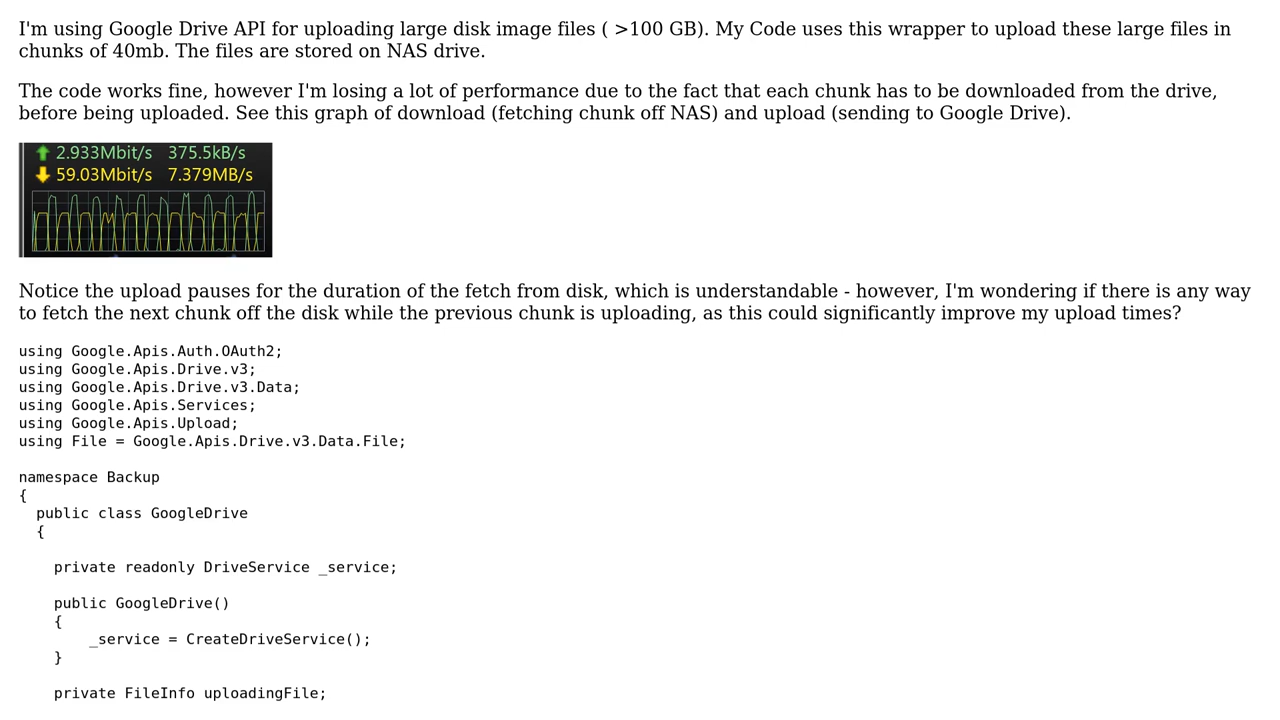 I'm using Google Drive API for uploading large disk image files ( >100 GB). My Code uses this wrapper to upload these large files in
chunks of 40mb. The files are stored on NAS drive.
The code works fine, however I'm losing a lot of performance due to the fact that each chunk has to be downloaded from the drive,
before being uploaded. See this graph of download (fetching chunk off NAS) and upload (sending to Google Drive).
2.933Mbit/s 375.5kB/s
59.03Mbit/s 7.379MB/s
Notice the upload pauses for the duration of the fetch from disk, which is understandable - however, I'm wondering if there is any way
to fetch the next chunk off the disk while the previous chunk is uploading, as this could significantly improve my upload times?
using Google.Apis.Auth.OAuth2;
using Google.Apis.Drive.v3;
using Google.Apis.Drive.v3.Data;
using Google.Apis.Services;
using Google.Apis.Upload;
using File = Google.Apis.Drive.v3.Data.File;
namespace Backup
{
public class GoogleDrive
{
private readonly DriveService _service;
public GoogleDrive()
{
_service = CreateDriveService();
}
private FileInfo uploadingFile;